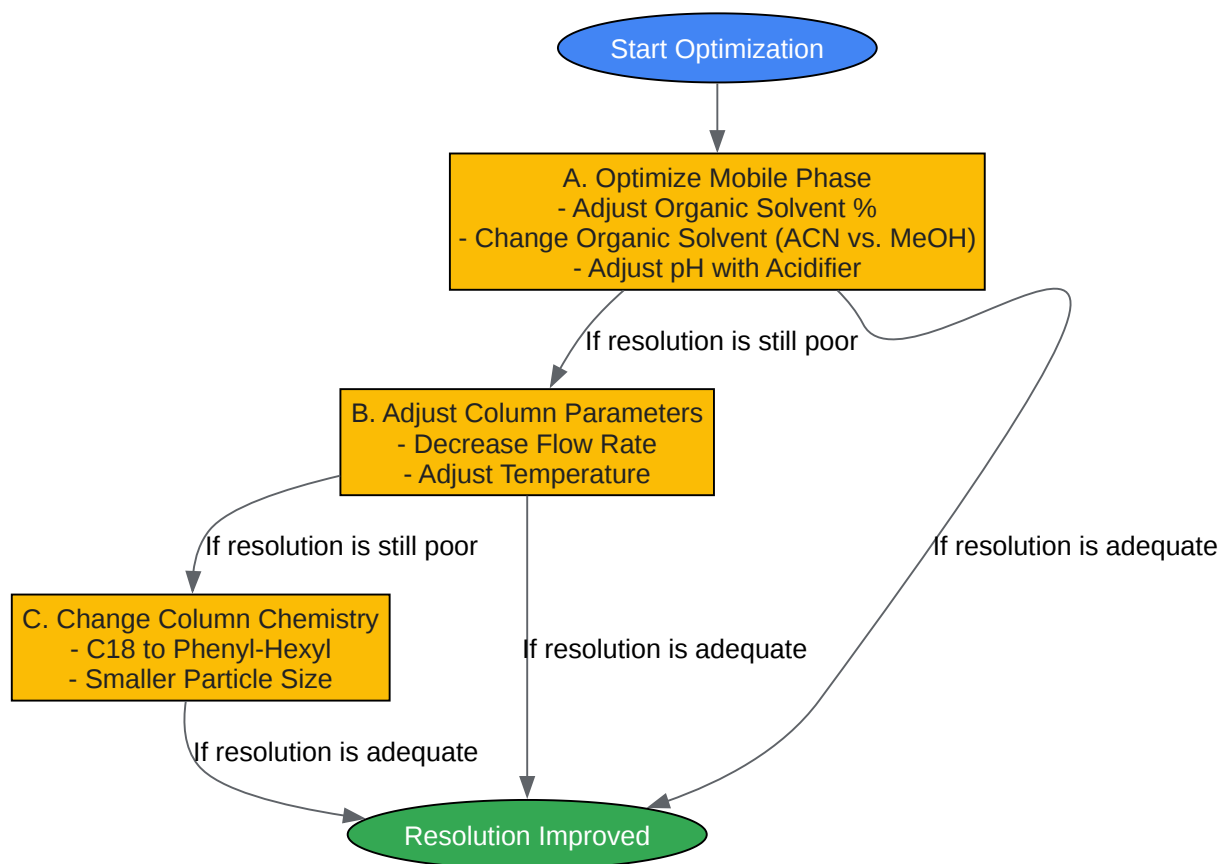 Start Optimization
A. Optimize Mobile Phase
- Adjust Organic Solvent %
- Change Organic Solvent (ACN vs. MeOH)
- Adjust pH with Acidifier
If resolution is still poor
B. Adjust Column Parameters
- Decrease Flow Rate
- Adjust Temperature
If resolution is still poor
If resolution is adequate
C. Change Column Chemistry
- C18 to Phenyl-Hexyl
- Smaller Particle Size
If resolution is adequate
If resolution is adequate
Resolution Improved